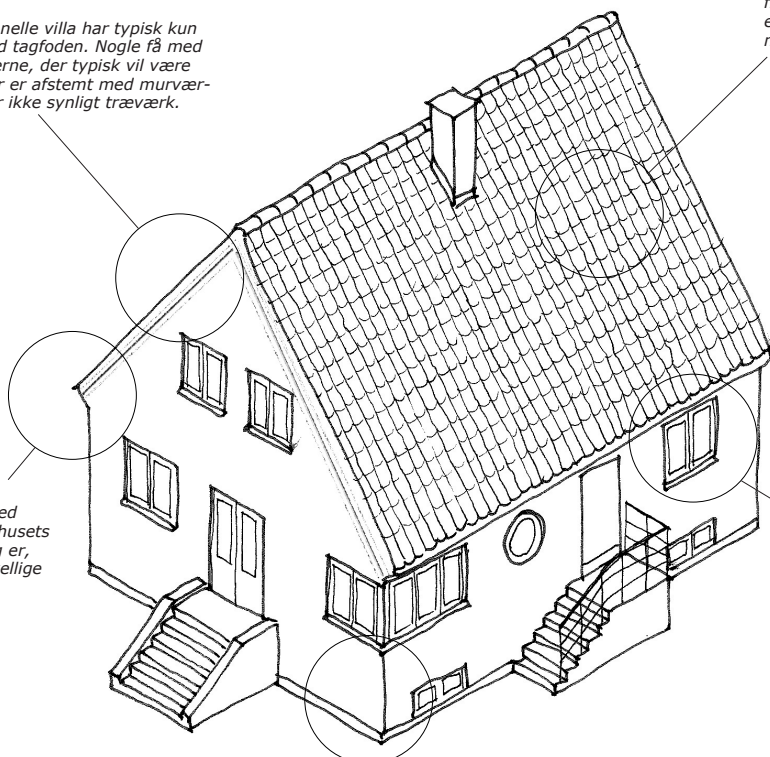 nelle villa har typisk kun
d tagfoden. Nogle få med
erne, der typisk vil være
r er afstemt med murvær-
r ikke synligt træværk.
ed
husets
g er,
ellige